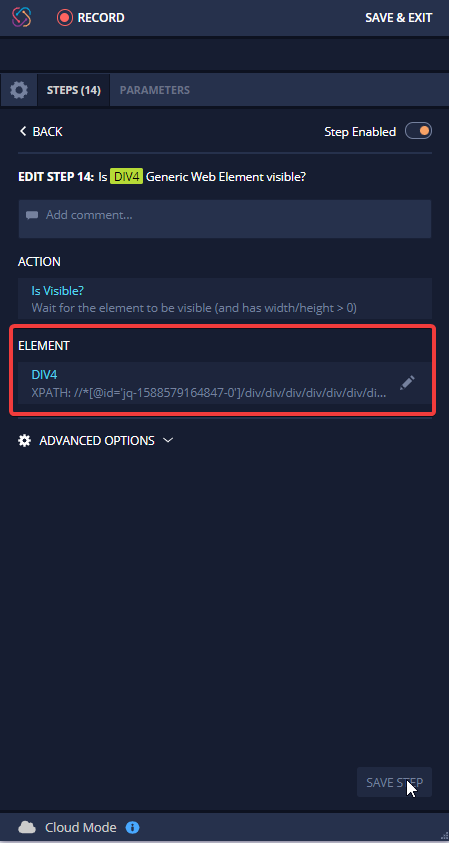 RECORD
SAVE & EXIT
STEPS (14)
PARAMETERS
BACK
Step Enabled
EDIT STEP 14: Is DIV4 Generic Web Element visible?
Add comment...
ACTION
Is Visible?
Wait for the element to be visible (and has width/height > 0)
ELEMENT
DIV4
XPATH: //*[@id='jq-1588579164847-0']/div/div/div/div/div/div/di...
ADVANCED OPTIONS
SAVE STEP
Cloud Mode